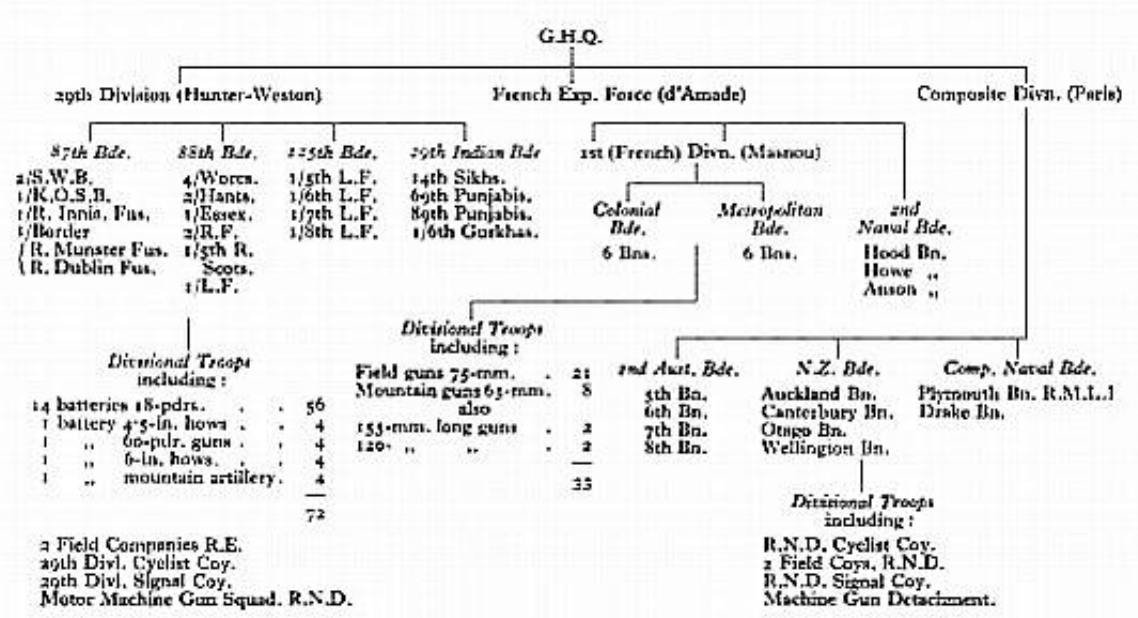 G.H.Q.
29th Division (Hunter-Weston)
French Exp. Force (d'Amade)
Composite Divn. (Paris)
87th Bde.
2/S.W.B.
1/K.O.S.B.
1/R. Innis. Fus.
1/Border
{R. Munster Fus.
{R. Dublin Fus.
88th Bde.
4/Worcs.
2/Hants.
1/Essex.
2/R.F.
1/5th R.
Scots.
1/L.F.
125th Bde.
1/5th L.F.
1/6th L.F.
1/7th L.F.
1/8th L.F.
29th Indian Bde
14th Sikhs.
69th Punjabis.
89th Punjabis.
1/6th Gurkhas.
Divisional Troops
including :
14 batteries 18-pdrs. . . 56
1 battery 4·5-in. hows . . 4
1 ,, 60-pdr. guns . . 4
1 ,, 6-in. hows. . . 4
1 ,, mountain artillery. 4
72
2 Field Companies R.E.
29th Divl. Cyclist Coy.
29th Divl. Signal Coy.
Motor Machine Gun Squad. R.N.D.
1st (French) Divn. (Masnou)
Colonial
Bde.
6 Bns.
Metropolitan
Bde.
6 Bns.
2nd
Naval Bde.
Hood Bn.
Howe ,,
Anson ,,
Divisional Troops
including :
Field guns 75-mm. . 21
Mountain guns 65-mm. 8
also
155-mm. long guns . 2
120- ,, ,, . 2
33
2nd Aust. Bde.
5th Bn.
6th Bn.
7th Bn.
8th Bn.
N.Z. Bde.
Auckland Bn.
Canterbury Bn.
Otago Bn.
Wellington Bn.
Comp. Naval Bde.
Plymouth Bn. R.M.L.I
Drake Bn.
Divisional Troops
including :
R.N.D. Cyclist Coy.
2 Field Coys. R.N.D.
R.N.D. Signal Coy.
Machine Gun Detachment.